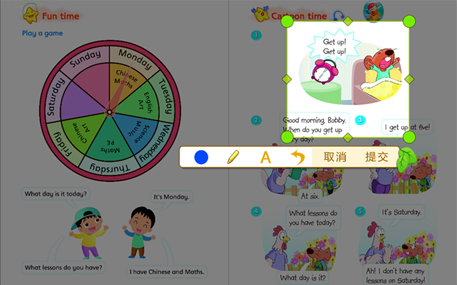 Fun time
Play a game
Sunday
Monday
Tuesday
Wednesday
Thursday
Friday
Saturday
Chinese
Maths
English
Art
Science
Music
Maths
PE
Chinese
Art
What day is it today?
It's Monday.
What lessons do you have?
I have Chinese and Maths.
Cartoon time
1
Get up!
Get up!
2
Good morning, Bobby.
When do you get up
every day?
3
I get up at five!
取消
提交
At six.
4
What lessons do
you have today?
What day is it?
5
It's Saturday.
Ah! I don't have any
lessons on Saturday!